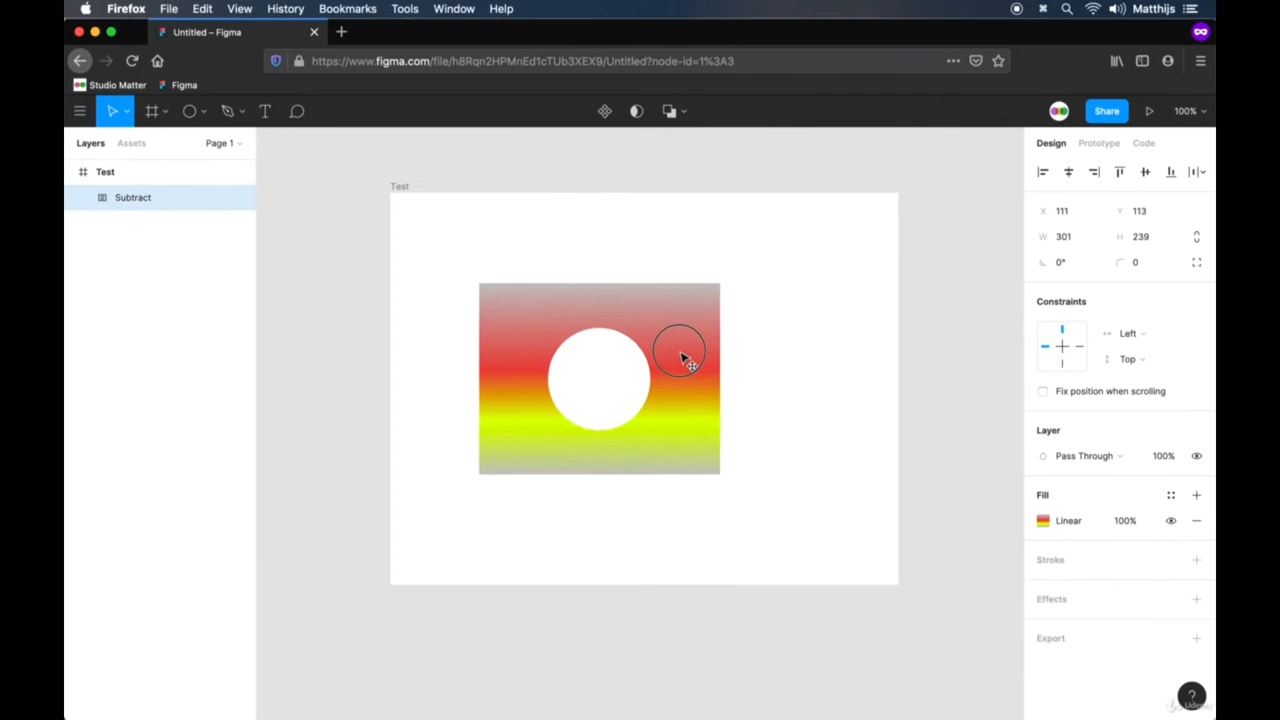 Firefox File Edit View History Bookmarks Tools Window Help Matthijs
Untitled – Figma
https://www.figma.com/file/h8Rqn2HPMnEd1cTUb3XEX9/Untitled?node-id=1%3A3
Studio Matter Figma
Share 100%
Layers Assets Page 1
Design Prototype Code
Test
Subtract
Test
X 111 Y 113
W 301 H 239
0° 0
Constraints
Left
Top
Fix position when scrolling
Layer
Pass Through 100%
Fill
Linear 100%
Stroke
Effects
Export
?
Udemy